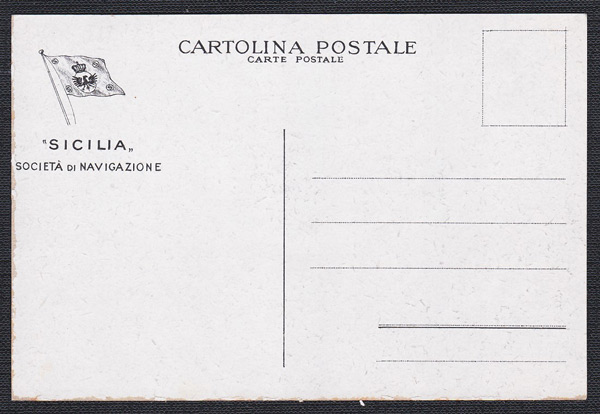 CARTOLINA POSTALE
CARTE POSTALE
"SICILIA„
SOCIETÀ DI NAVIGAZIONE